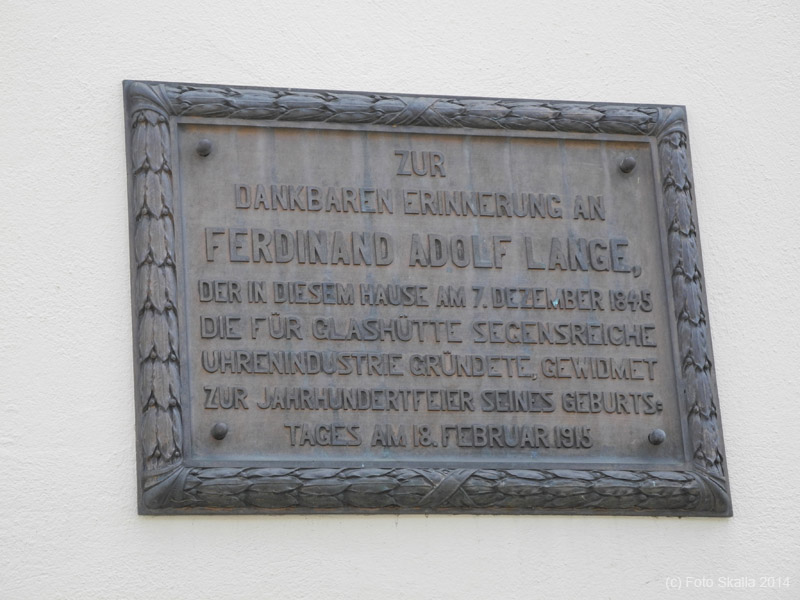 ZUR
DANKBAREN ERINNERUNG AN
FERDINAND ADOLF LANGE,
DER IN DIESEM HAUSE AM 7. DEZEMBER 1845
DIE FÜR GLASHÜTTE SEGENSREICHE
UHRENINDUSTRIE GRÜNDETE, GEWIDMET
ZUR JAHRHUNDERTFEIER SEINES GEBURTS=
TAGES AM 18. FEBRUAR 1915
(c) Foto Skalla 2014